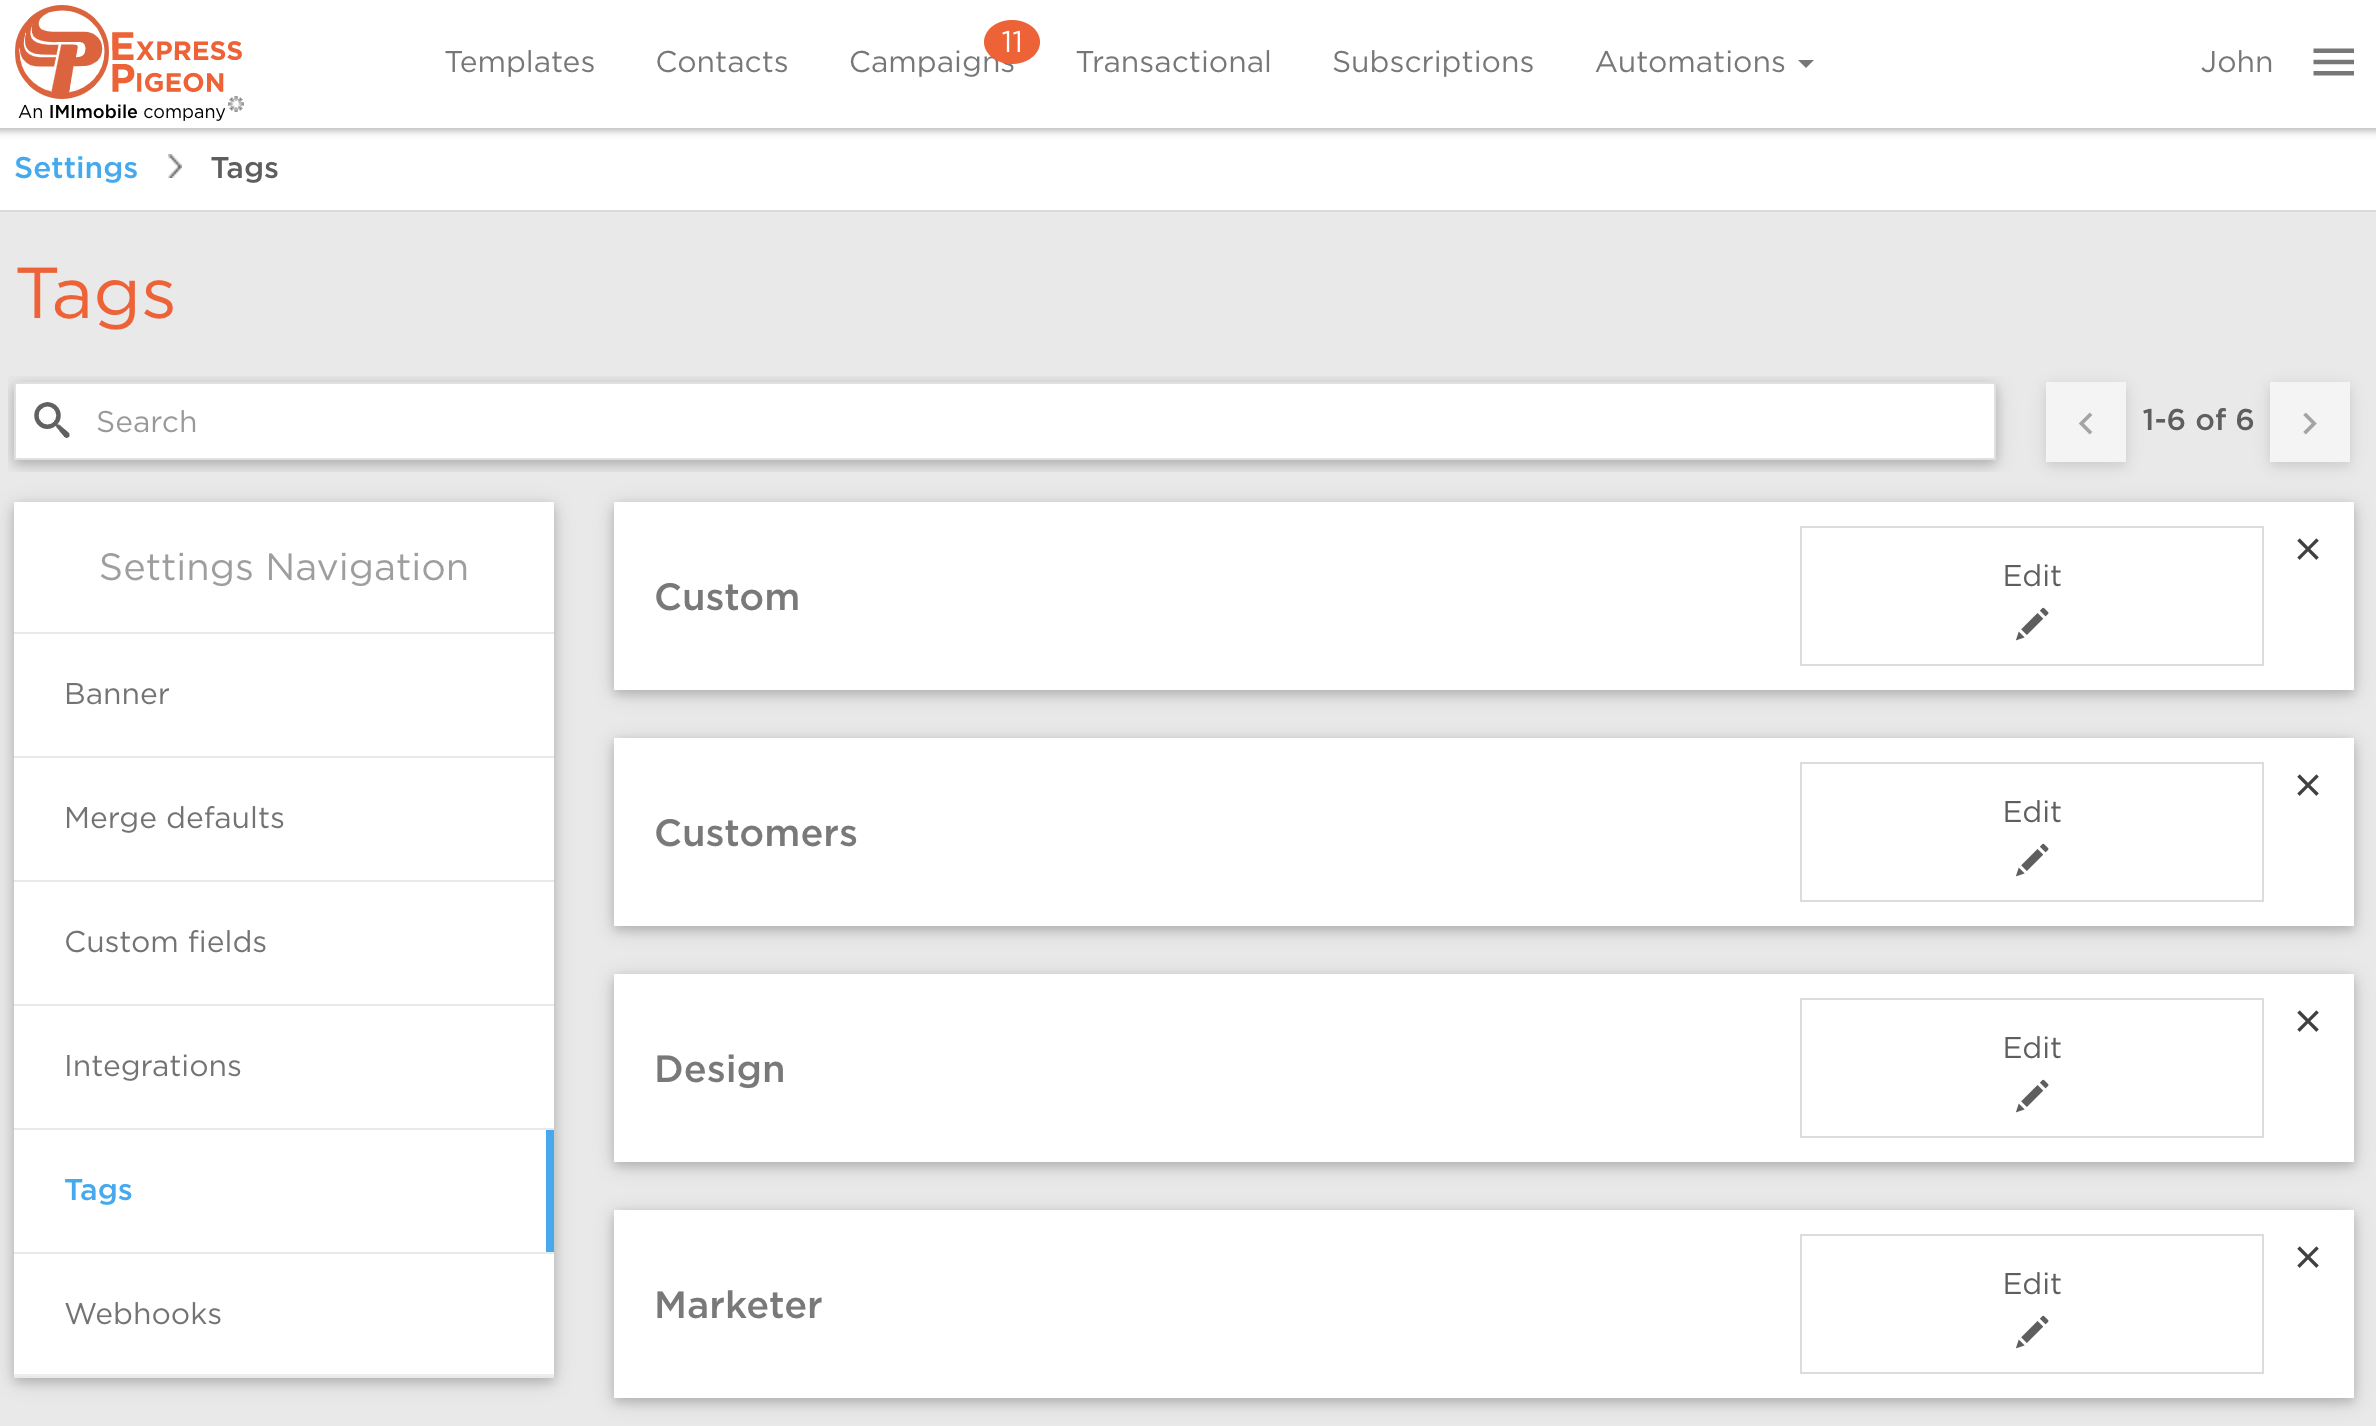 EXPRESS
PIGEON
An IMImobile company
Templates
Contacts
Campaigns
11
Transactional
Subscriptions
Automations
John
Settings
Tags
Tags
Search
1-6 of 6
Settings Navigation
Banner
Merge defaults
Custom fields
Integrations
Tags
Webhooks
Custom
Edit
Customers
Edit
Design
Edit
Marketer
Edit